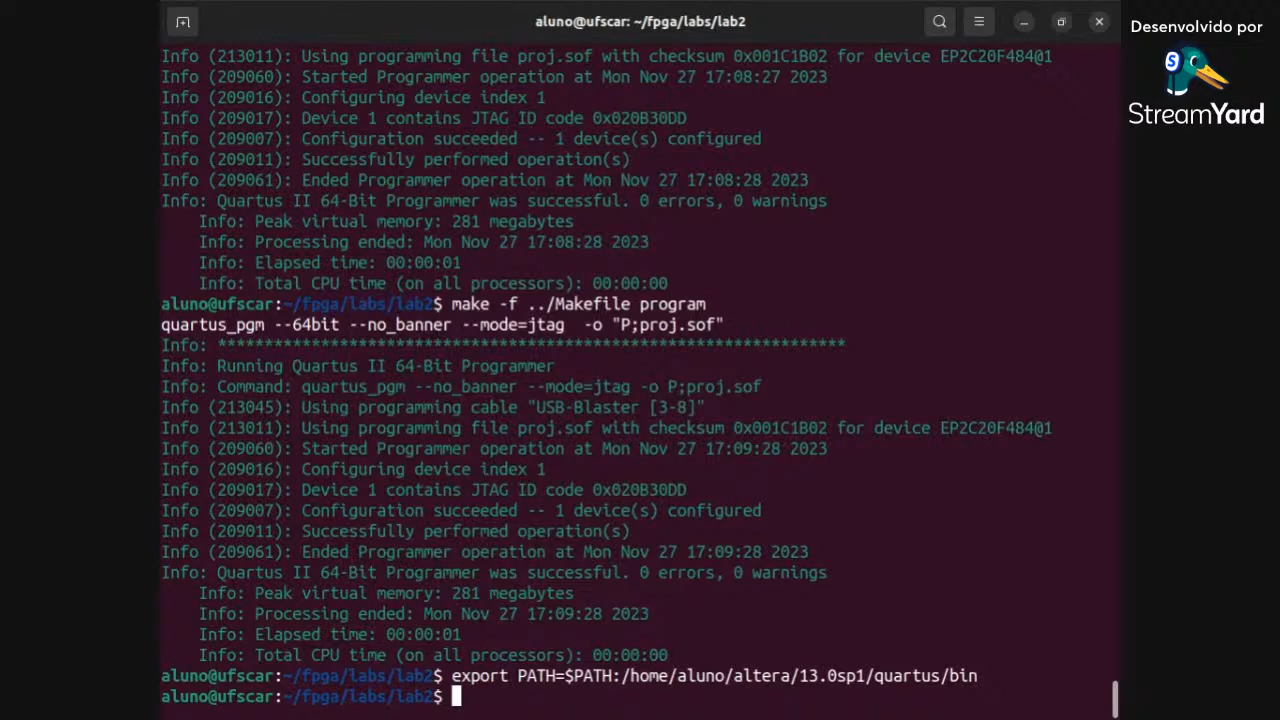 aluno@ufscar: ~/fpga/labs/lab2
Desenvolvido por
StreamYard
Info (213011): Using programming file proj.sof with checksum 0x001C1B02 for device EP2C20F484@1
Info (209060): Started Programmer operation at Mon Nov 27 17:08:27 2023
Info (209016): Configuring device index 1
Info (209017): Device 1 contains JTAG ID code 0x020B30DD
Info (209007): Configuration succeeded -- 1 device(s) configured
Info (209011): Successfully performed operation(s)
Info (209061): Ended Programmer operation at Mon Nov 27 17:08:28 2023
Info: Quartus II 64-Bit Programmer was successful. 0 errors, 0 warnings
    Info: Peak virtual memory: 281 megabytes
    Info: Processing ended: Mon Nov 27 17:08:28 2023
    Info: Elapsed time: 00:00:01
    Info: Total CPU time (on all processors): 00:00:00
aluno@ufscar:~/fpga/labs/lab2$ make -f ../Makefile program
quartus_pgm --64bit --no_banner --mode=jtag  -o "P;proj.sof"
Info: *******************************************************************
Info: Running Quartus II 64-Bit Programmer
Info: Command: quartus_pgm --no_banner --mode=jtag -o P;proj.sof
Info (213045): Using programming cable "USB-Blaster [3-8]"
Info (213011): Using programming file proj.sof with checksum 0x001C1B02 for device EP2C20F484@1
Info (209060): Started Programmer operation at Mon Nov 27 17:09:28 2023
Info (209016): Configuring device index 1
Info (209017): Device 1 contains JTAG ID code 0x020B30DD
Info (209007): Configuration succeeded -- 1 device(s) configured
Info (209011): Successfully performed operation(s)
Info (209061): Ended Programmer operation at Mon Nov 27 17:09:28 2023
Info: Quartus II 64-Bit Programmer was successful. 0 errors, 0 warnings
    Info: Peak virtual memory: 281 megabytes
    Info: Processing ended: Mon Nov 27 17:09:28 2023
    Info: Elapsed time: 00:00:01
    Info: Total CPU time (on all processors): 00:00:00
aluno@ufscar:~/fpga/labs/lab2$ export PATH=$PATH:/home/aluno/altera/13.0sp1/quartus/bin
aluno@ufscar:~/fpga/labs/lab2$